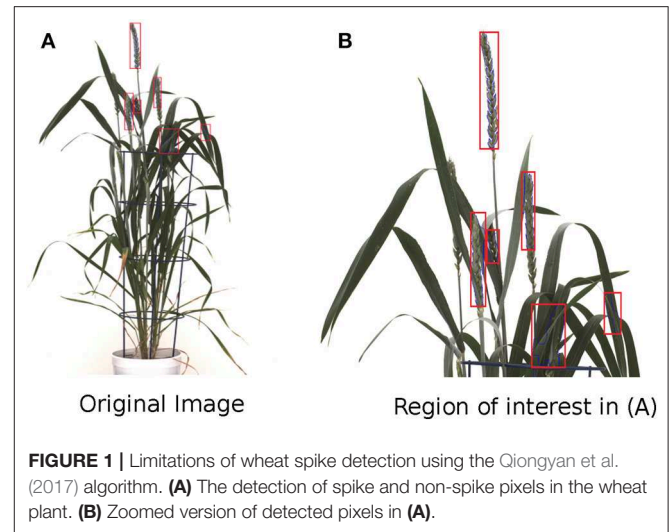 A
B
Original Image
Region of interest in (A)
FIGURE 1 | Limitations of wheat spike detection using the Qiongyan et al.
(2017) algorithm. (A) The detection of spike and non-spike pixels in the wheat
plant. (B) Zoomed version of detected pixels in (A).